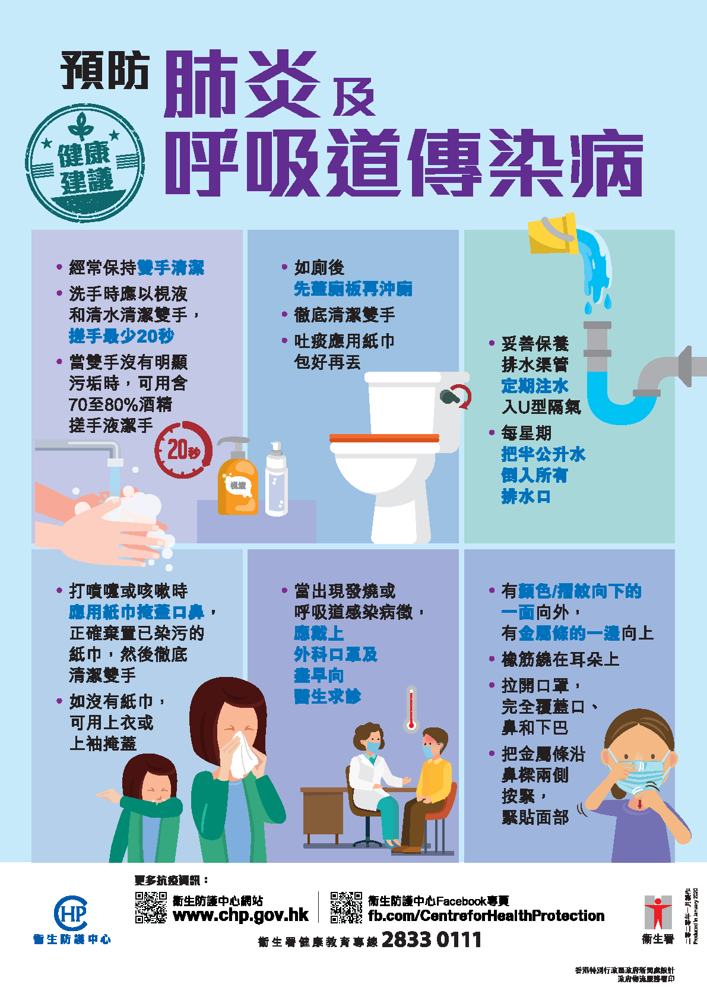 預防 肺炎及
呼吸道傳染病
健康
建議
• 經常保持雙手清潔
• 洗手時應以梘液
和清水清潔雙手，
搓手最少20秒
• 當雙手沒有明顯
污垢時，可用含
70至80%酒精
搓手液潔手
20秒
梘液
• 如廁後
先蓋廁板再沖廁
• 徹底清潔雙手
• 吐痰應用紙巾
包好再丟
• 妥善保養
排水渠管
定期注水
入U型隔氣
• 每星期
把半公升水
倒入所有
排水口
• 打噴嚏或咳嗽時
應用紙巾掩蓋口鼻，
正確棄置已染污的
紙巾，然後徹底
清潔雙手
• 如沒有紙巾，
可用上衣或
上袖掩蓋
• 當出現發燒或
呼吸道感染病徵，
應戴上
外科口罩及
盡早向
醫生求診
• 有顏色/摺紋向下的
一面向外，
有金屬條的一邊向上
• 橡筋繞在耳朵上
• 拉開口罩，
完全覆蓋口、
鼻和下巴
• 把金屬條沿
鼻樑兩側
按緊，
緊貼面部
更多抗疫資訊：
CHP
衞生防護中心
衞生防護中心網站
www.chp.gov.hk
衞生防護中心Facebook專頁
fb.com/CentreforHealthProtection
衞生署健康教育專線 2833 0111
衞生署
二零二零年一月製作
Produced in January 2020
香港特別行政區政府新聞處設計
政府物流服務署印